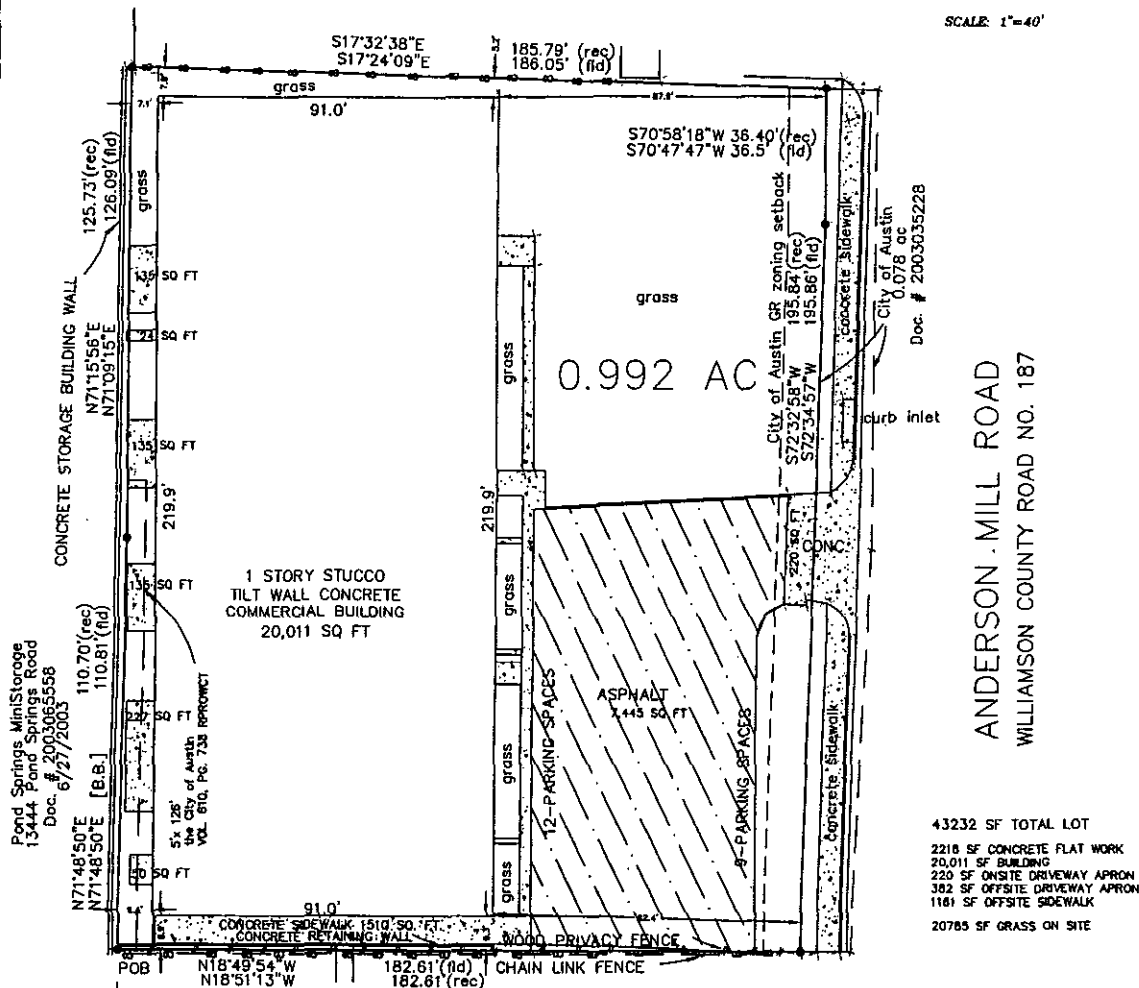 SCALE: 1"=40'
S17°32'38"E 185.79' (rec)
S17°24'09"E 186.05' (fld)
grass
7.1'
91.0'
67.9'
S70°58'18"W 36.40'(rec)
S70°47'47"W 36.5' (fld)
125.73'(rec)
126.09'(fld)
grass
CONCRETE STORAGE BUILDING WALL
N71°15'56"E
N71°09'15"E
135 SQ FT
24 SQ FT
135 SQ FT
135 SQ FT
227 SQ FT
50 SQ FT
219.9'
219.9'
grass
grass
0.992 AC
City of Austin GR zoning setback
S72°32'58"W 195.84'(rec)
S72°34'57"W 195.86'(fld)
concrete sidewalk
City of Austin
0.078 ac
Doc. # 2003035228
curb inlet
220 SQ FT
CONC
1 STORY STUCCO
TILT WALL CONCRETE
COMMERCIAL BUILDING
20,011 SQ FT
grass
grass
grass
12-PARKING SPACES
ASPHALT
7,445 SQ FT
9-PARKING SPACES
concrete sidewalk
ANDERSON MILL ROAD
WILLIAMSON COUNTY ROAD NO. 187
Pond Springs MiniStorage
13444 Pond Springs Road
Doc. # 2003065558
6/27/2003
110.70'(rec)
110.81'(fld)
N71°48'50"E
N71°48'50"E [B.B.]
5'x 126'
the City of Austin
VOL. 610, PG. 738 RPROWCT
91.0'
62.4'
CONCRETE SIDEWALK 1510 SQ. FT.
CONCRETE RETAINING WALL
WOOD PRIVACY FENCE
POB
N18°49'54"W 182.61'(fld)
N18°51'13"W 182.61'(rec)
CHAIN LINK FENCE
43232 SF TOTAL LOT
2216 SF CONCRETE FLAT WORK
20,011 SF BUILDING
220 SF ONSITE DRIVEWAY APRON
382 SF OFFSITE DRIVEWAY APRON
1161 SF OFFSITE SIDEWALK
20785 SF GRASS ON SITE